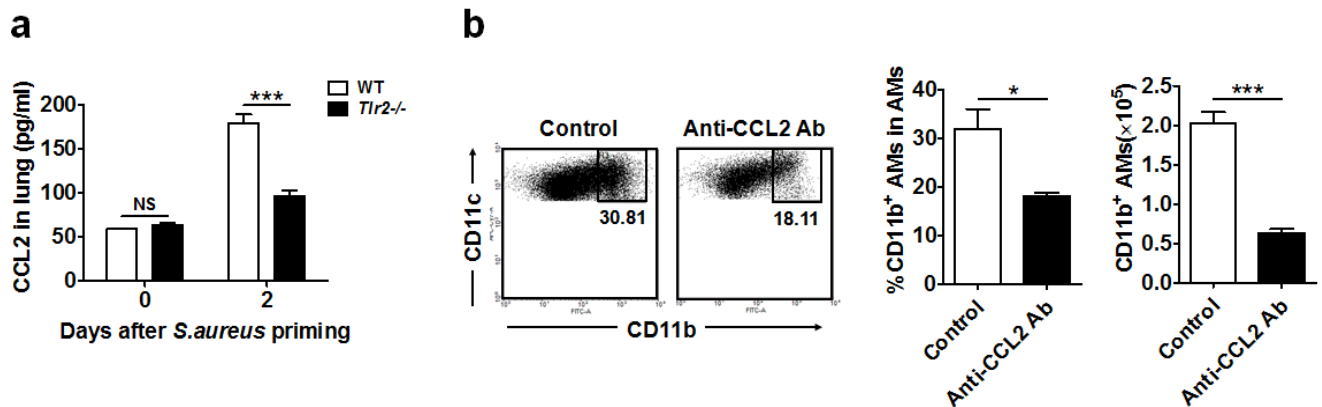 a
CCL2 in lung (pg/ml)
200
150
100
50
0
WT
Tlr2-/-
***
NS
0 2
Days after S.aureus priming
b
Control Anti-CCL2 Ab
CD11c
30.81
18.11
FITC-A FITC-A
CD11b
% CD11b+ AMs in AMs
40
30
20
10
0
*
Control
Anti-CCL2 Ab
CD11b+ AMs(×10⁵)
2.5
2.0
1.5
1.0
0.5
0.0
***
Control
Anti-CCL2 Ab